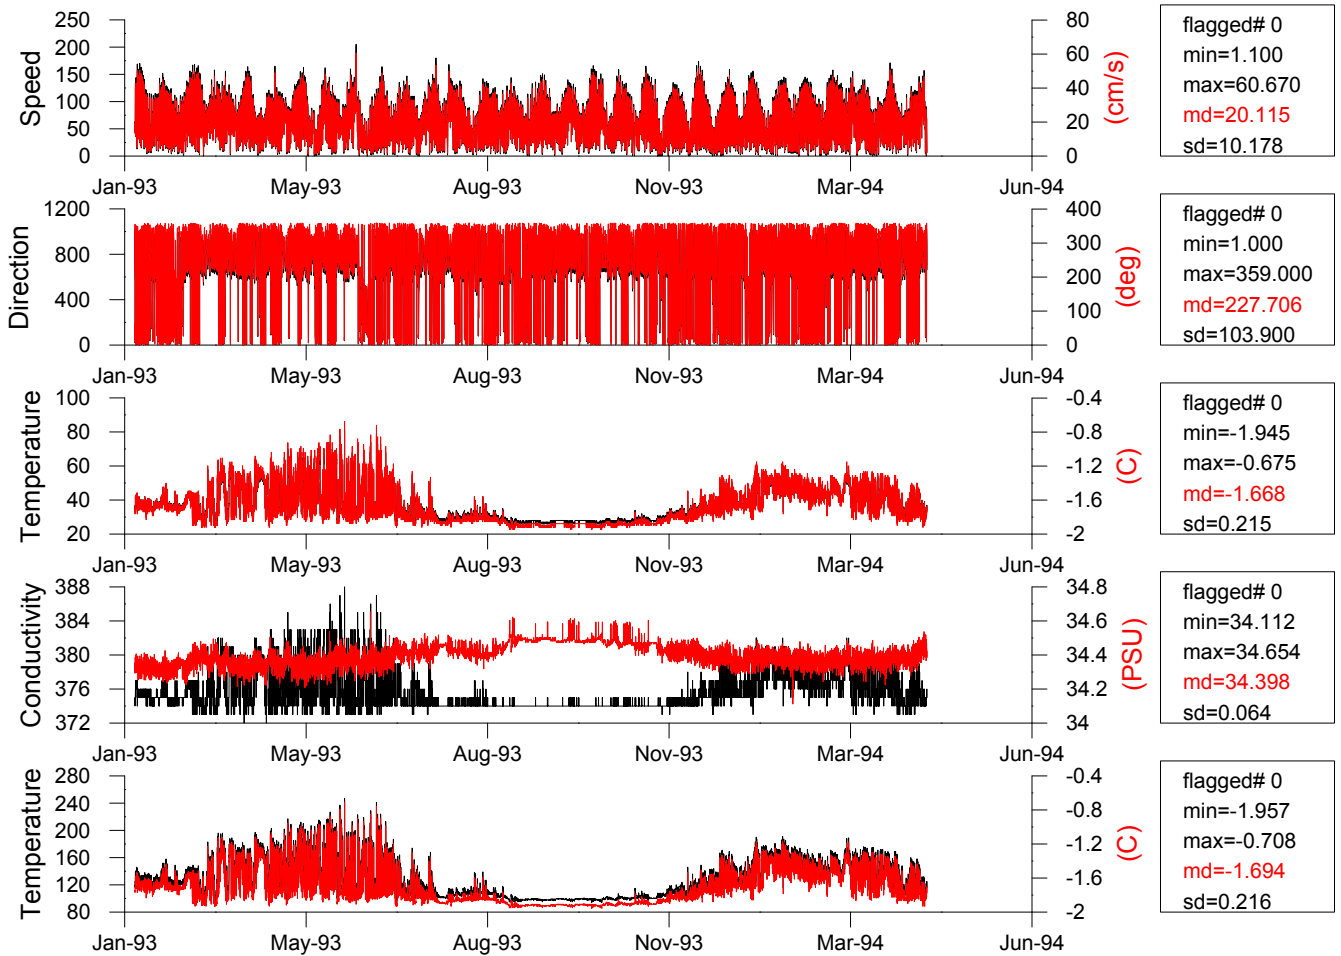 Speed
250
200
150
100
50
0
80
60
40
20
0
(cm/s)
Jan-93 May-93 Aug-93 Nov-93 Mar-94 Jun-94
flagged# 0
min=1.100
max=60.670
md=20.115
sd=10.178
Direction
1200
800
400
0
400
300
200
100
0
(deg)
Jan-93 May-93 Aug-93 Nov-93 Mar-94 Jun-94
flagged# 0
min=1.000
max=359.000
md=227.706
sd=103.900
Temperature
100
80
60
40
20
-0.4
-0.8
-1.2
-1.6
-2
(C)
Jan-93 May-93 Aug-93 Nov-93 Mar-94 Jun-94
flagged# 0
min=-1.945
max=-0.675
md=-1.668
sd=0.215
Conductivity
388
384
380
376
372
34.8
34.6
34.4
34.2
34
(PSU)
Jan-93 May-93 Aug-93 Nov-93 Mar-94 Jun-94
flagged# 0
min=34.112
max=34.654
md=34.398
sd=0.064
Temperature
280
240
200
160
120
80
-0.4
-0.8
-1.2
-1.6
-2
(C)
Jan-93 May-93 Aug-93 Nov-93 Mar-94 Jun-94
flagged# 0
min=-1.957
max=-0.708
md=-1.694
sd=0.216